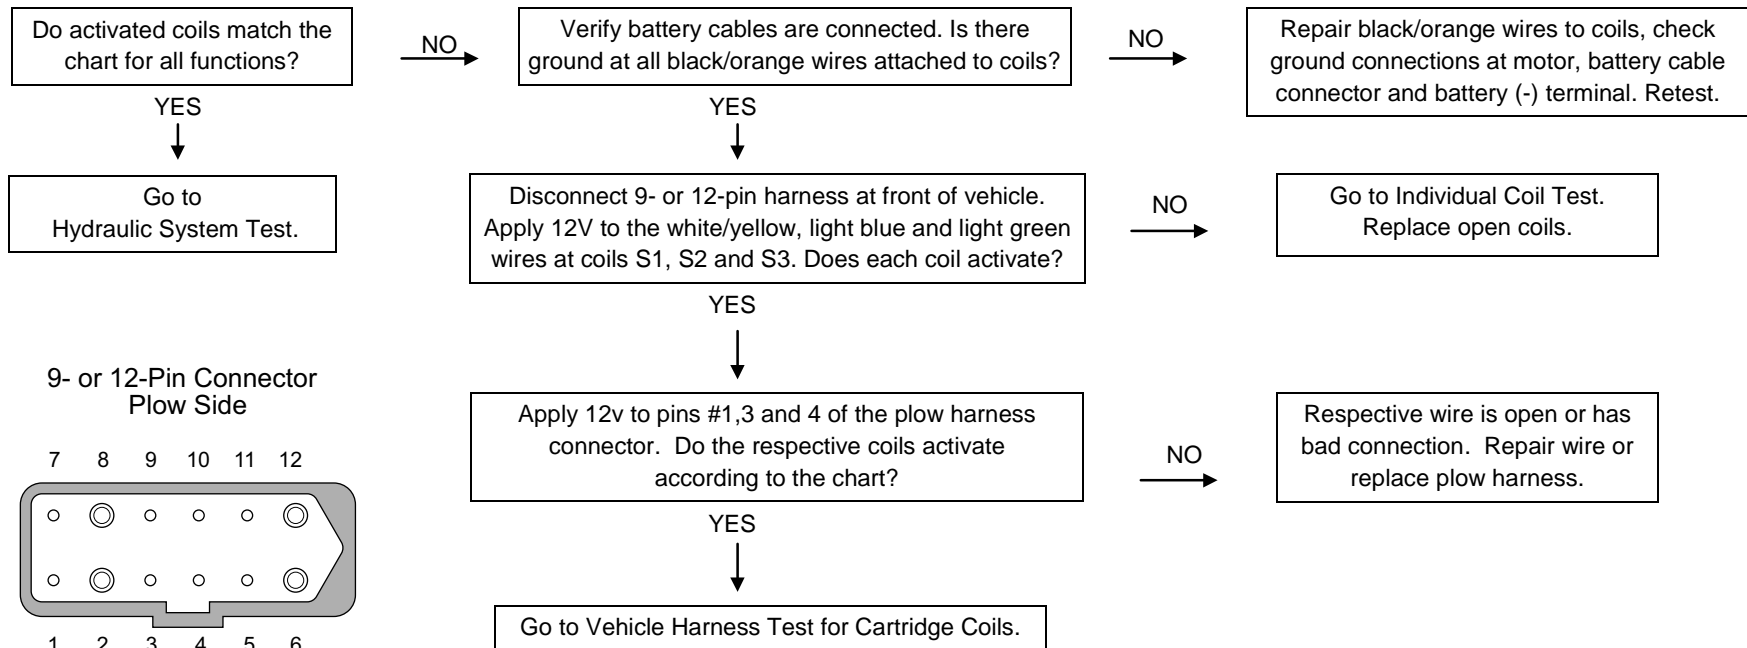 Do activated coils match the
chart for all functions?
NO
Verify battery cables are connected. Is there
ground at all black/orange wires attached to coils?
NO
Repair black/orange wires to coils, check
ground connections at motor, battery cable
connector and battery (-) terminal. Retest.
YES
YES
Go to
Hydraulic System Test.
Disconnect 9- or 12-pin harness at front of vehicle.
Apply 12V to the white/yellow, light blue and light green
wires at coils S1, S2 and S3. Does each coil activate?
NO
Go to Individual Coil Test.
Replace open coils.
YES
9- or 12-Pin Connector
Plow Side
Apply 12v to pins #1,3 and 4 of the plow harness
connector. Do the respective coils activate
according to the chart?
NO
Respective wire is open or has
bad connection. Repair wire or
replace plow harness.
7 8 9 10 11 12
YES
Go to Vehicle Harness Test for Cartridge Coils.
1 2 3 4 5 6